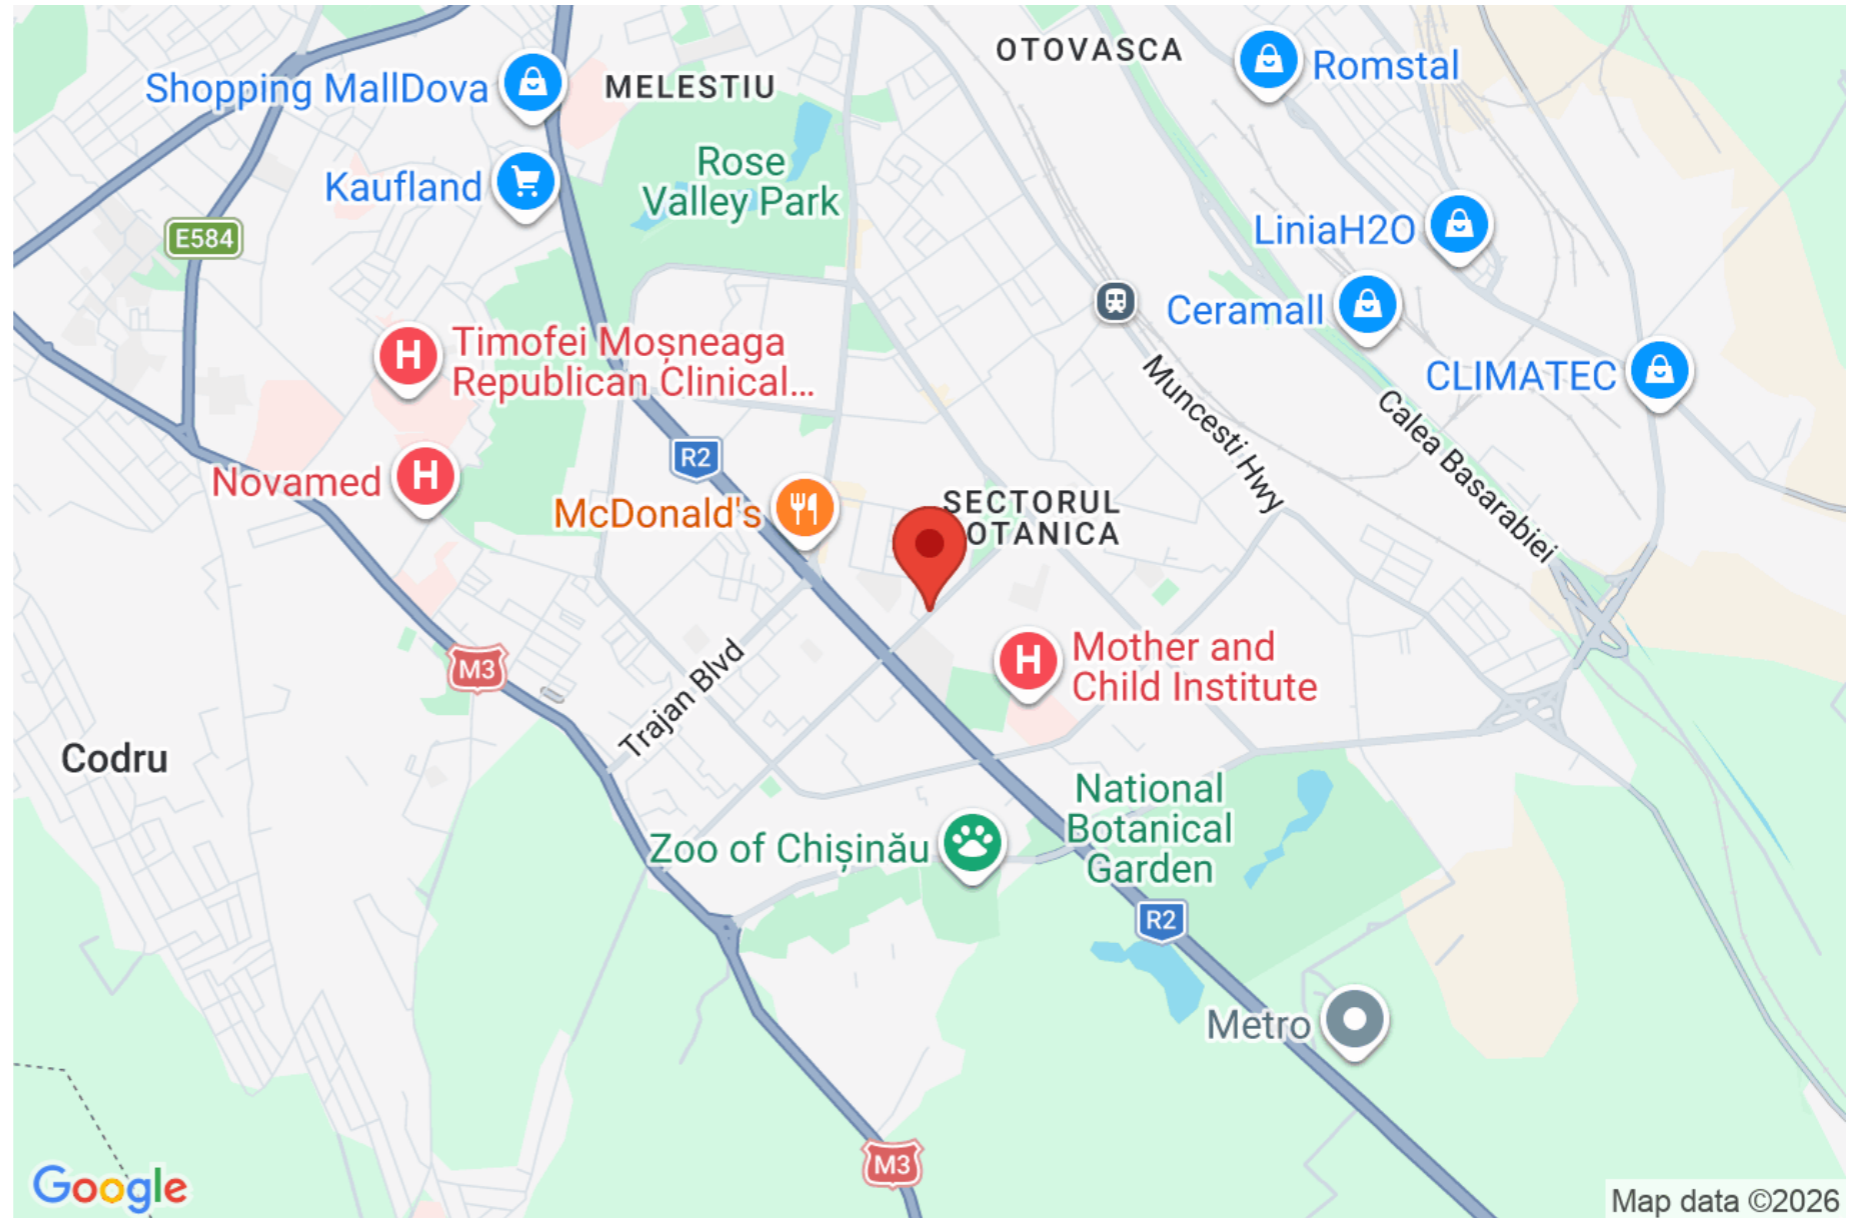 OTOVASCA
Romstal
Shopping MallDova
MELESTIU
Rose
Valley Park
Kaufland
E584
LiniaH2O
Ceramall
Timofei Moșneaga
Republican Clinical...
CLIMATEC
Muncesti Hwy
Calea Basarabiei
R2
Novamed
McDonald's
SECTORUL
OTANICA
Mother and
Child Institute
M3
Trajan Blvd
Codru
National
Botanical
Garden
Zoo of Chișinău
R2
Metro
M3
Google
Map data ©2026